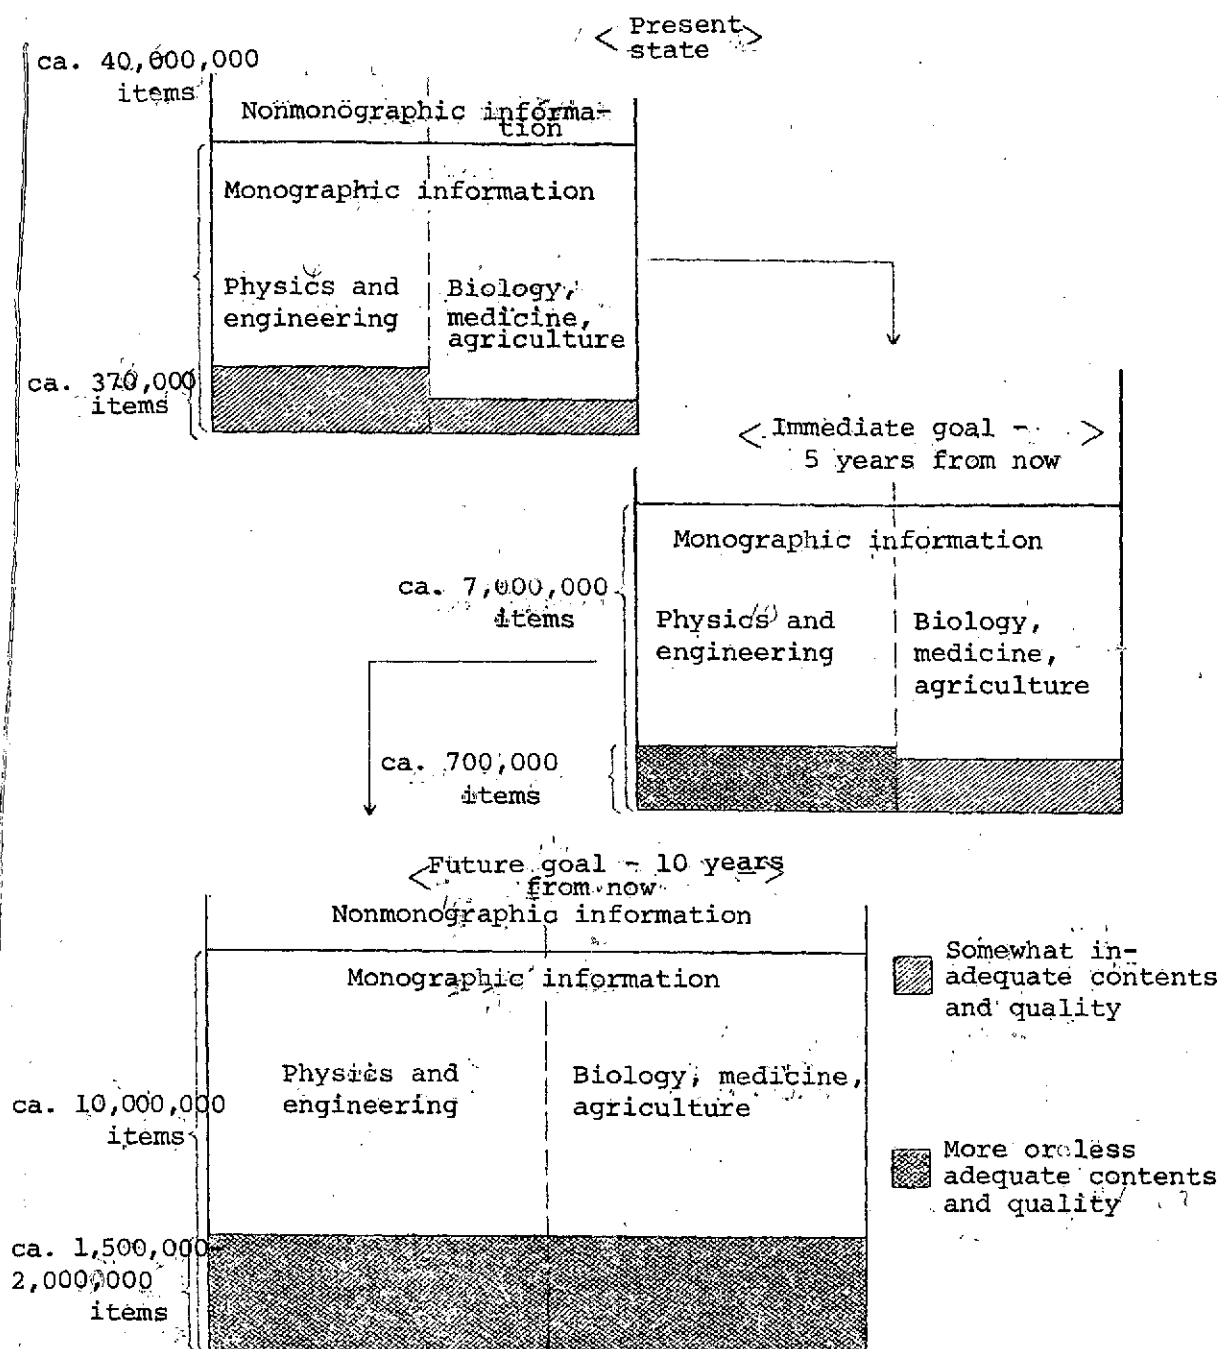 < Present >
state
ca. 40,000,000
items
Nonmonographic informa-
tion
Monographic information
Physics and
engineering
Biology,
medicine,
agriculture
ca. 370,000
items
< Immediate goal - >
5 years from now
Monographic information
ca. 7,000,000
items
Physics and
engineering
Biology,
medicine,
agriculture
ca. 700,000
items
< Future goal - 10 years >
from now
Nonmonographic information
Monographic information
Physics and
engineering
Biology, medicine,
agriculture
ca. 10,000,000
items
ca. 1,500,000-
2,000,000
items
Somewhat in-
adequate contents
and quality
More or less
adequate contents
and quality